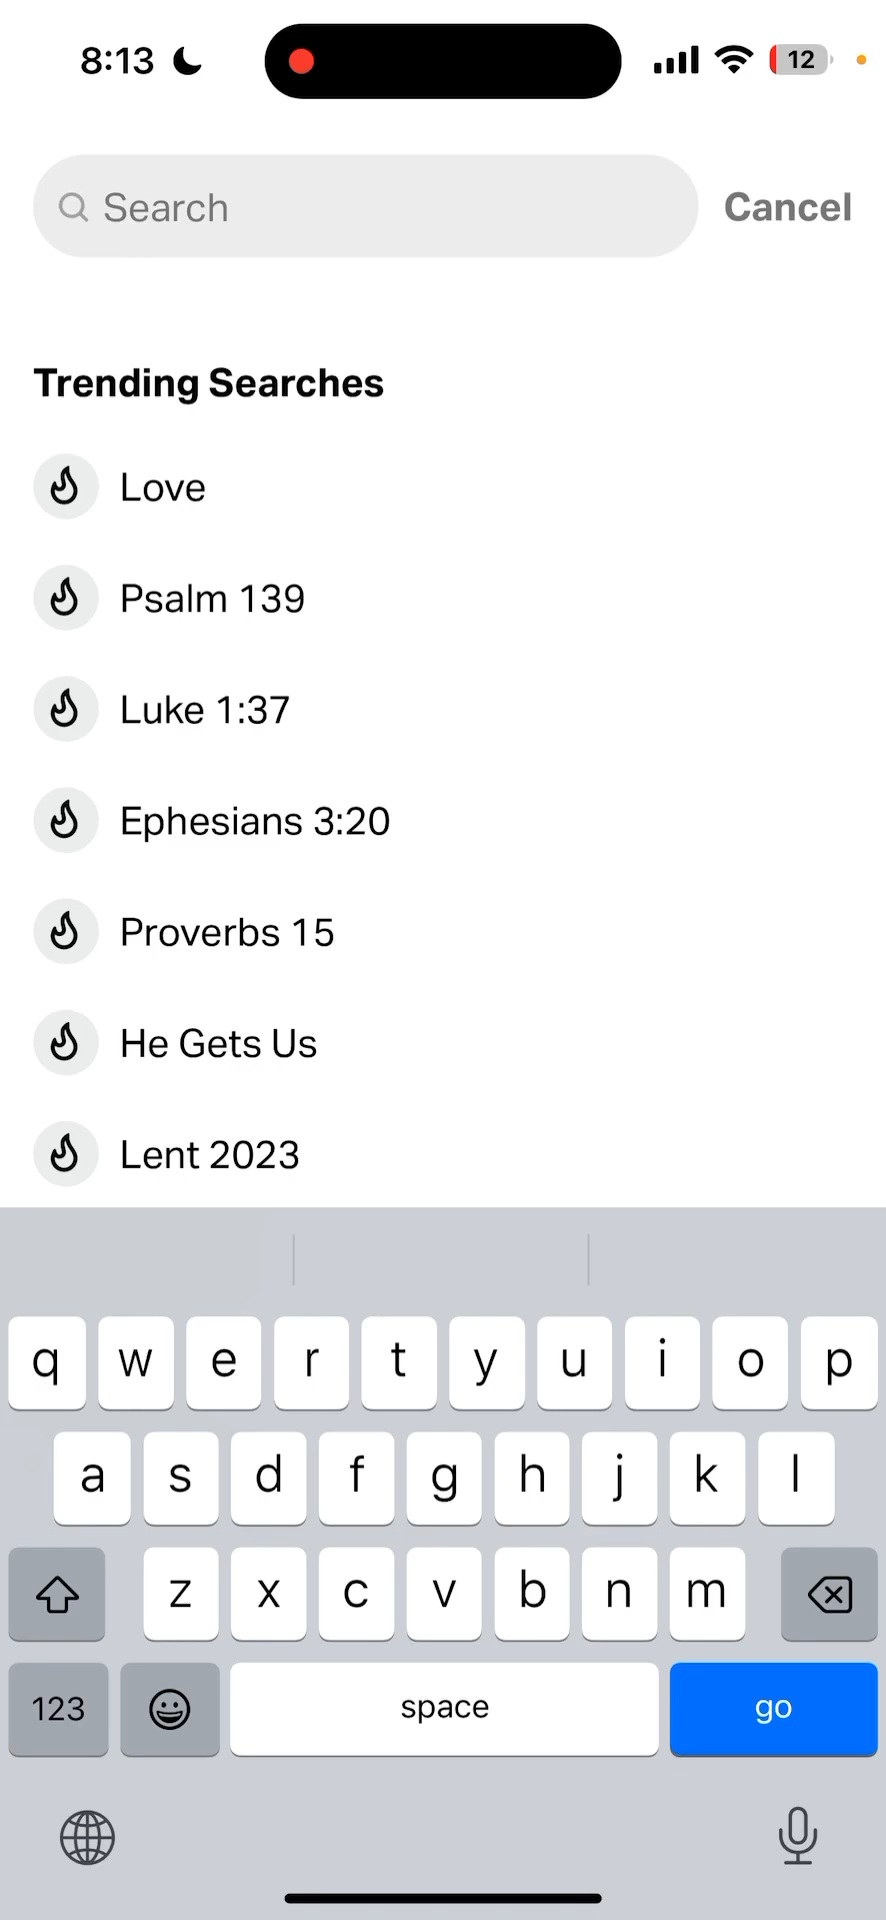 8:13
12
Search
Cancel
Trending Searches
Love
Psalm 139
Luke 1:37
Ephesians 3:20
Proverbs 15
He Gets Us
Lent 2023
q w e r t y u i o p
a s d f g h j k l
z x c v b n m
123 space go